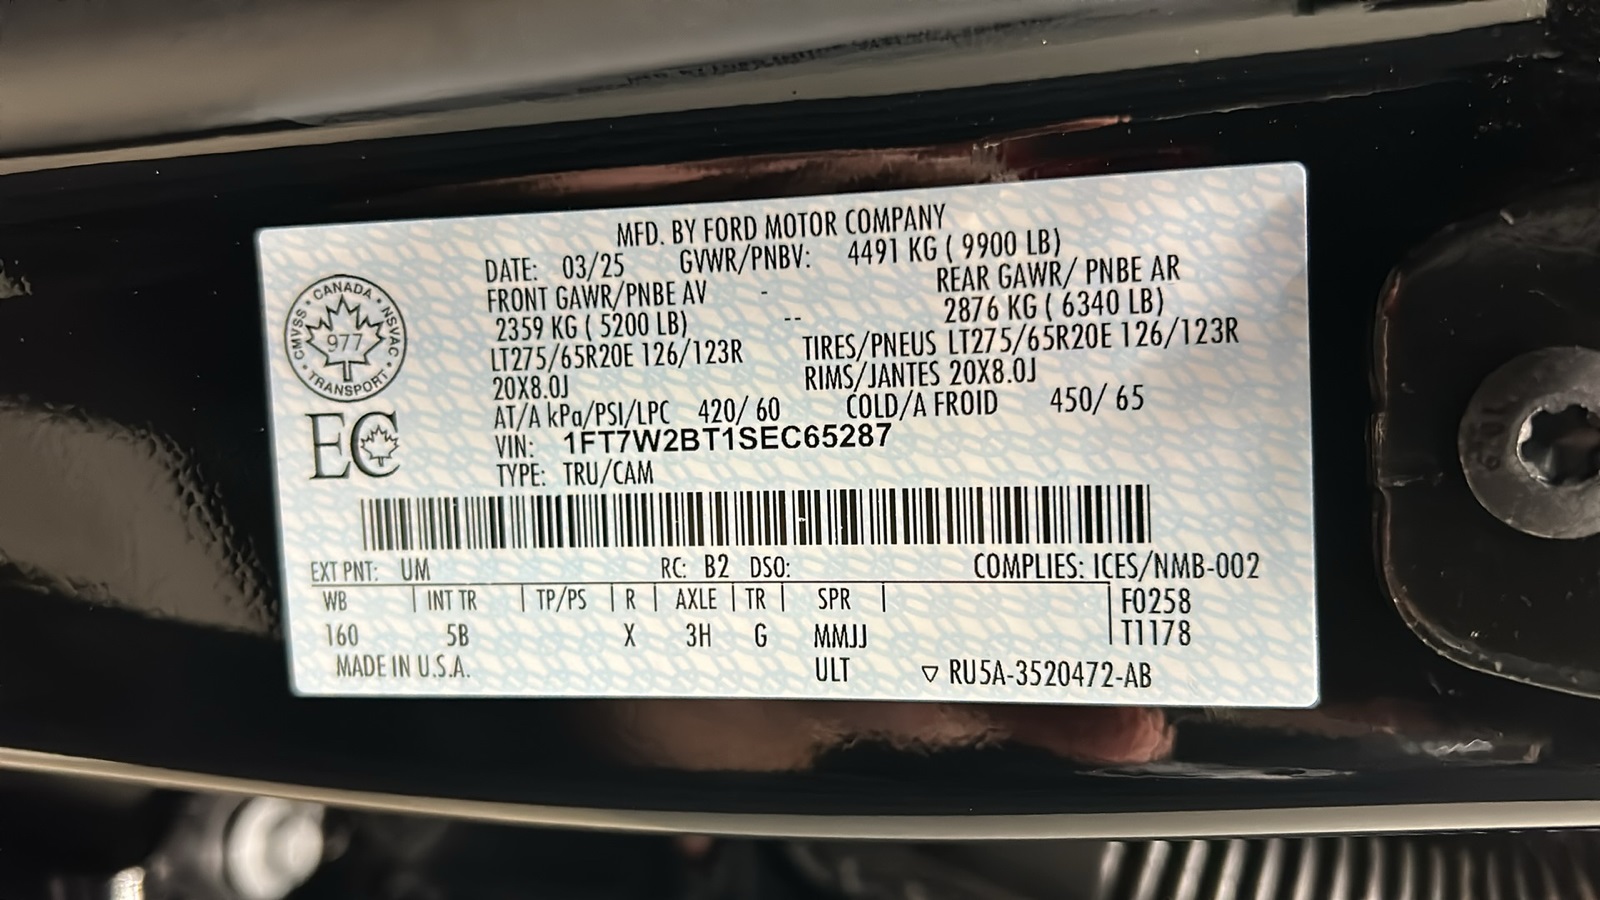 MFD. BY FORD MOTOR COMPANY
DATE: 03/25 GVWR/PNBV: 4491 KG ( 9900 LB)
FRONT GAWR/PNBE AV - REAR GAWR/ PNBE AR
2359 KG ( 5200 LB) -- 2876 KG ( 6340 LB)
LT275/65R20E 126/123R TIRES/PNEUS LT275/65R20E 126/123R
20X8.0J RIMS/JANTES 20X8.0J
AT/A kPa/PSI/LPC 420/ 60 COLD/A FROID 450/ 65
VIN: 1FT7W2BT1SEC65287
TYPE: TRU/CAM
CANADA • NSVAC • TRANSPORT • CMVSS •
977
EC
EXT PNT: UM RC: B2 DSO: COMPLIES: ICES/NMB-002
WB | INT TR | TP/PS | R | AXLE | TR | SPR | | F0258
160 5B X 3H G MMJJ | T1178
MADE IN U.S.A. ULT ▽ RU5A-3520472-AB